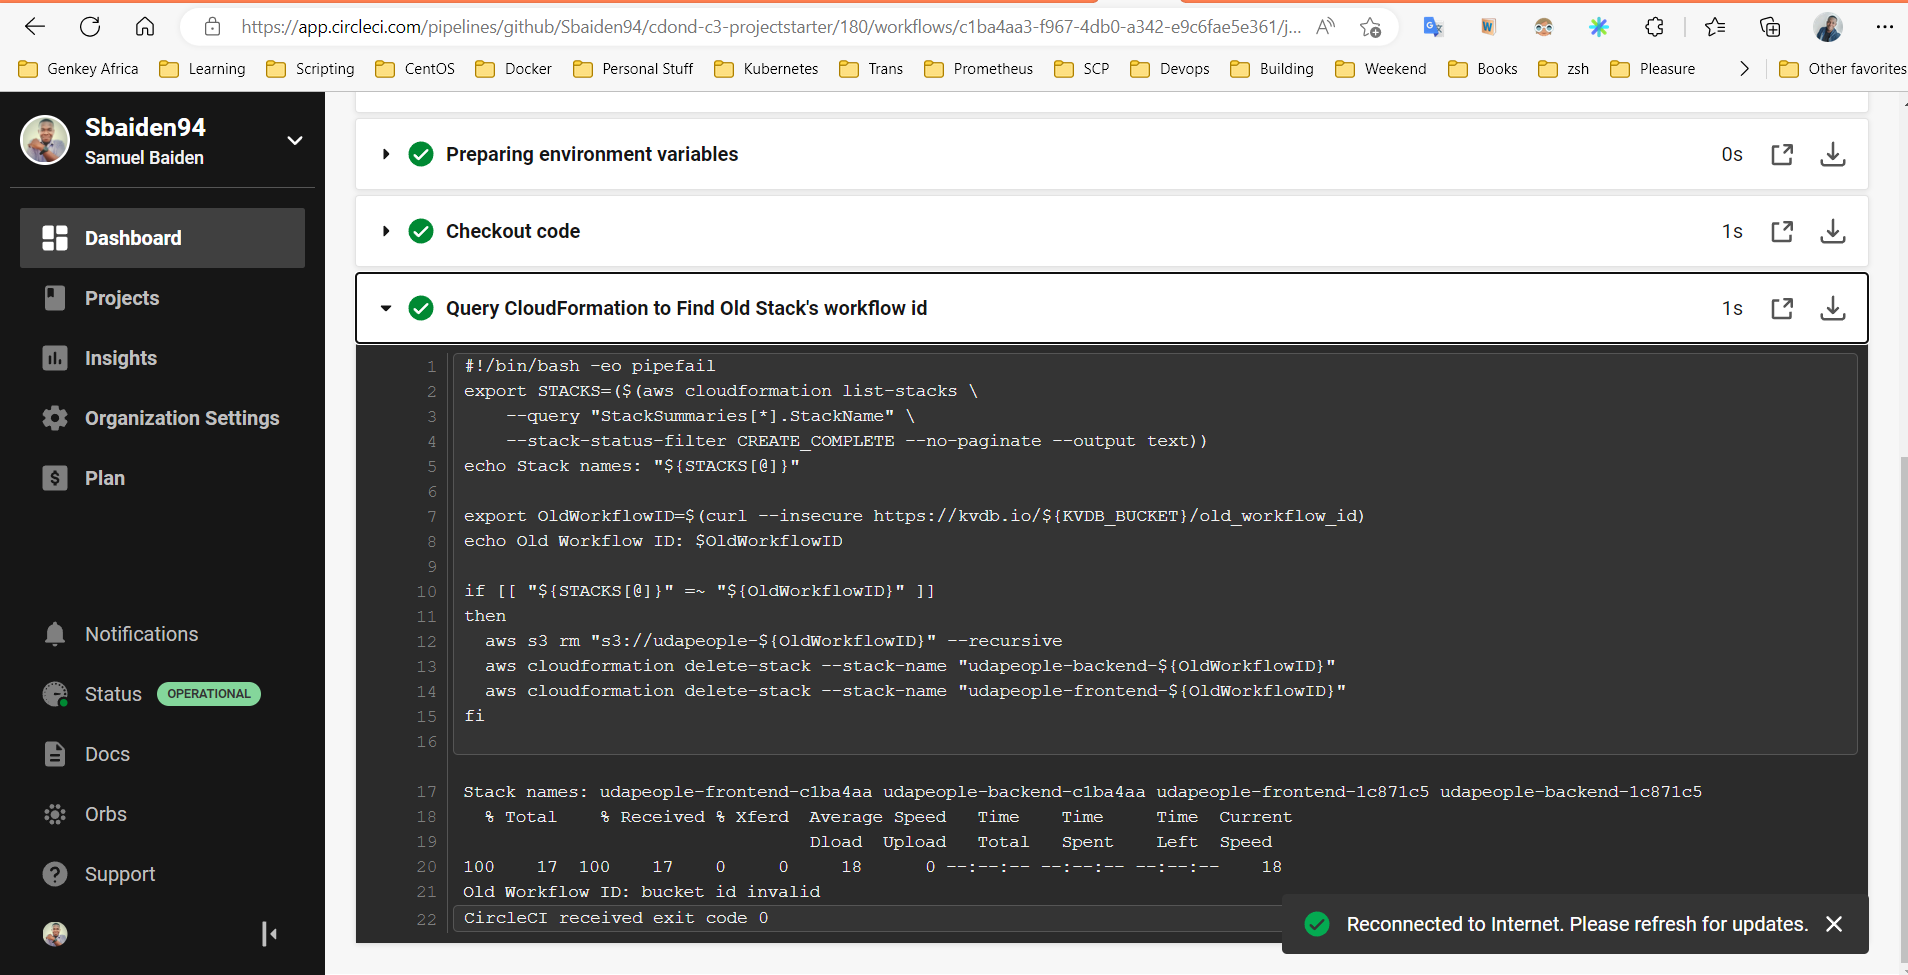 https://app.circleci.com/pipelines/github/Sbaiden94/cdond-c3-projectstarter/180/workflows/c1ba4aa3-f967-4db0-a342-e9c6fae5e361/j...
Genkey Africa Learning Scripting CentOS Docker Personal Stuff Kubernetes Trans Prometheus SCP Devops Building Weekend Books zsh Pleasure Other favorites
Sbaiden94
Samuel Baiden
Dashboard
Projects
Insights
Organization Settings
Plan
Notifications
Status OPERATIONAL
Docs
Orbs
Support
Preparing environment variables 0s
Checkout code 1s
Query CloudFormation to Find Old Stack's workflow id 1s
1 #!/bin/bash -eo pipefail
2 export STACKS=($(aws cloudformation list-stacks \
3 --query "StackSummaries[*].StackName" \
4 --stack-status-filter CREATE_COMPLETE --no-paginate --output text))
5 echo Stack names: "${STACKS[@]}"
6
7 export OldWorkflowID=$(curl --insecure https://kvdb.io/${KVDB_BUCKET}/old_workflow_id)
8 echo Old Workflow ID: $OldWorkflowID
9
10 if [[ "${STACKS[@]}" =~ "${OldWorkflowID}" ]]
11 then
12 aws s3 rm "s3://udapeople-${OldWorkflowID}" --recursive
13 aws cloudformation delete-stack --stack-name "udapeople-backend-${OldWorkflowID}"
14 aws cloudformation delete-stack --stack-name "udapeople-frontend-${OldWorkflowID}"
15 fi
16
17 Stack names: udapeople-frontend-c1ba4aa udapeople-backend-c1ba4aa udapeople-frontend-1c871c5 udapeople-backend-1c871c5
18 % Total % Received % Xferd Average Speed Time Time Time Current
19 Dload Upload Total Spent Left Speed
20 100 17 100 17 0 0 18 0 --:--:-- --:--:-- --:--:-- 18
21 Old Workflow ID: bucket id invalid
22 CircleCI received exit code 0
Reconnected to Internet. Please refresh for updates.